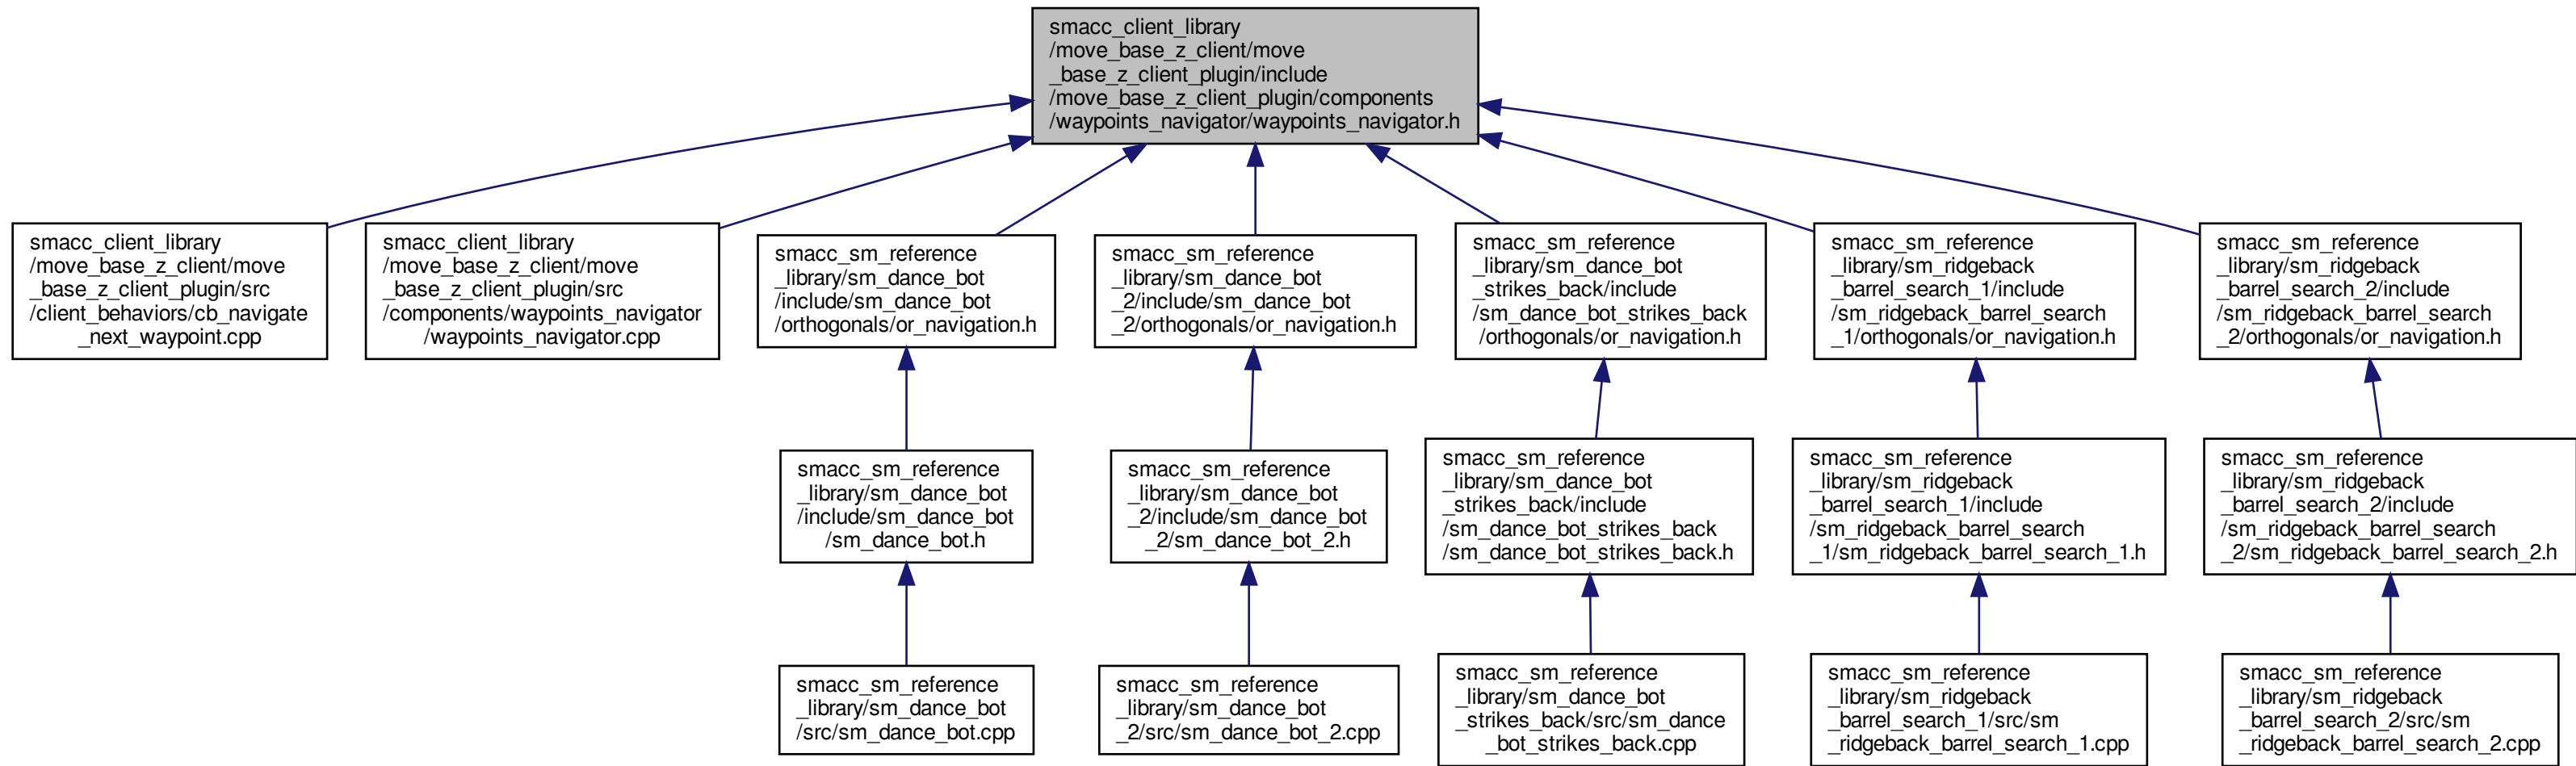 smacc_client_library
/move_base_z_client/move
_base_z_client_plugin/include
/move_base_z_client_plugin/components
/waypoints_navigator/waypoints_navigator.h
smacc_client_library
/move_base_z_client/move
_base_z_client_plugin/src
/client_behaviors/cb_navigate
_next_waypoint.cpp
smacc_client_library
/move_base_z_client/move
_base_z_client_plugin/src
/components/waypoints_navigator
/waypoints_navigator.cpp
smacc_sm_reference
_library/sm_dance_bot
/include/sm_dance_bot
/orthogonals/or_navigation.h
smacc_sm_reference
_library/sm_dance_bot
_2/include/sm_dance_bot
_2/orthogonals/or_navigation.h
smacc_sm_reference
_library/sm_dance_bot
_strikes_back/include
/sm_dance_bot_strikes_back
/orthogonals/or_navigation.h
smacc_sm_reference
_library/sm_ridgeback
_barrel_search_1/include
/sm_ridgeback_barrel_search
_1/orthogonals/or_navigation.h
smacc_sm_reference
_library/sm_ridgeback
_barrel_search_2/include
/sm_ridgeback_barrel_search
_2/orthogonals/or_navigation.h
smacc_sm_reference
_library/sm_dance_bot
/include/sm_dance_bot
/sm_dance_bot.h
smacc_sm_reference
_library/sm_dance_bot
_2/include/sm_dance_bot
_2/sm_dance_bot_2.h
smacc_sm_reference
_library/sm_dance_bot
_strikes_back/include
/sm_dance_bot_strikes_back
/sm_dance_bot_strikes_back.h
smacc_sm_reference
_library/sm_ridgeback
_barrel_search_1/include
/sm_ridgeback_barrel_search
_1/sm_ridgeback_barrel_search_1.h
smacc_sm_reference
_library/sm_ridgeback
_barrel_search_2/include
/sm_ridgeback_barrel_search
_2/sm_ridgeback_barrel_search_2.h
smacc_sm_reference
_library/sm_dance_bot
/src/sm_dance_bot.cpp
smacc_sm_reference
_library/sm_dance_bot
_2/src/sm_dance_bot_2.cpp
smacc_sm_reference
_library/sm_dance_bot
_strikes_back/src/sm_dance
_bot_strikes_back.cpp
smacc_sm_reference
_library/sm_ridgeback
_barrel_search_1/src/sm
_ridgeback_barrel_search_1.cpp
smacc_sm_reference
_library/sm_ridgeback
_barrel_search_2/src/sm
_ridgeback_barrel_search_2.cpp